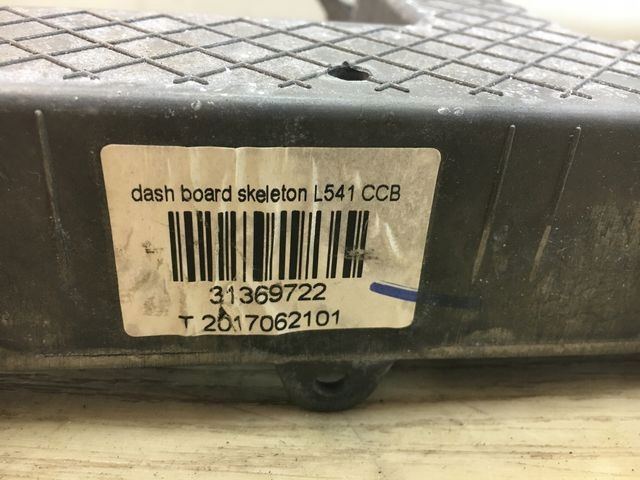 dash board skeleton L541 CCB
31369722
T 2017062101